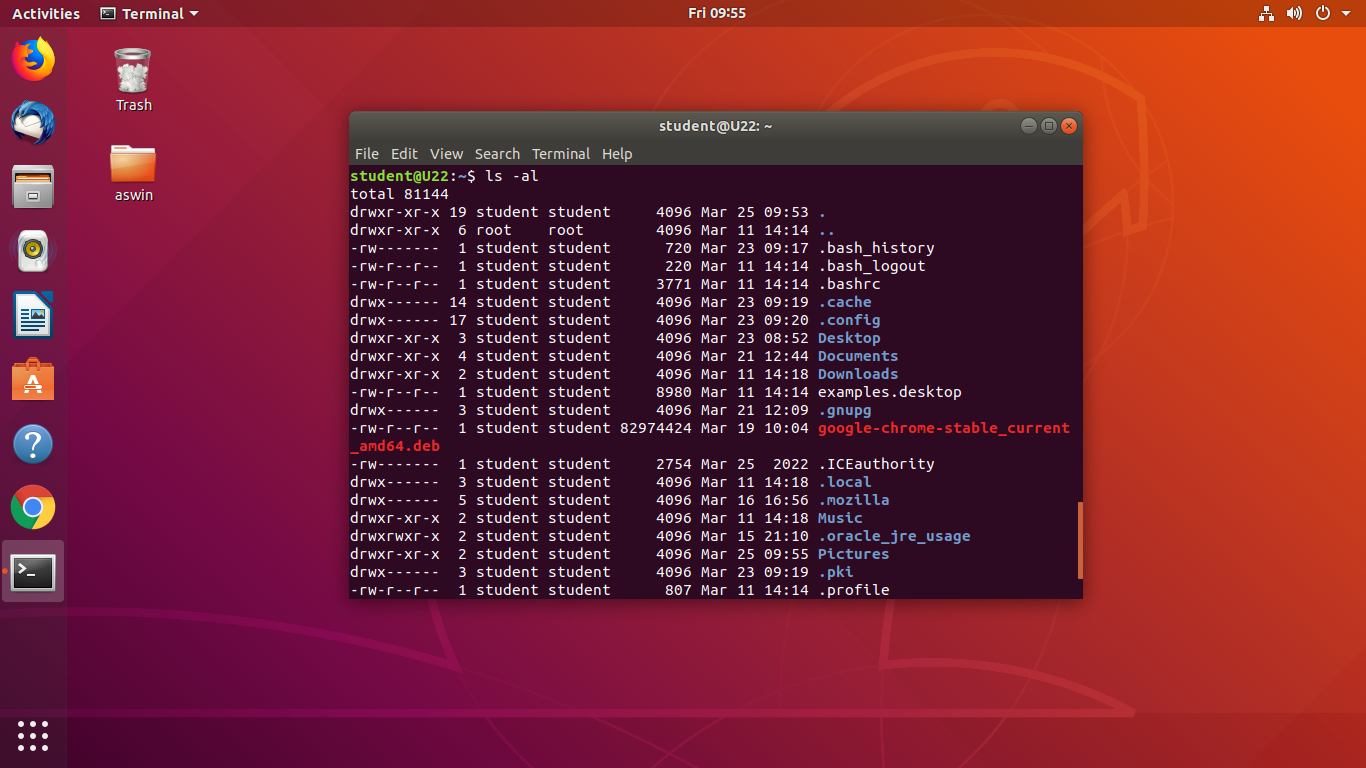 Activities Terminal Fri 09:55
Trash
aswin
student@U22: ~
File Edit View Search Terminal Help
student@U22:~$ ls -al
total 81144
drwxr-xr-x 19 student student     4096 Mar 25 09:53 .
drwxr-xr-x  6 root    root        4096 Mar 11 14:14 ..
-rw-------  1 student student      720 Mar 23 09:17 .bash_history
-rw-r--r--  1 student student      220 Mar 11 14:14 .bash_logout
-rw-r--r--  1 student student     3771 Mar 11 14:14 .bashrc
drwx------ 14 student student     4096 Mar 23 09:19 .cache
drwx------ 17 student student     4096 Mar 23 09:20 .config
drwxr-xr-x  3 student student     4096 Mar 23 08:52 Desktop
drwxr-xr-x  4 student student     4096 Mar 21 12:44 Documents
drwxr-xr-x  2 student student     4096 Mar 11 14:18 Downloads
-rw-r--r--  1 student student     8980 Mar 11 14:14 examples.desktop
drwx------  3 student student     4096 Mar 21 12:09 .gnupg
-rw-r--r--  1 student student 82974424 Mar 19 10:04 google-chrome-stable_current
_amd64.deb
-rw-------  1 student student     2754 Mar 25  2022 .ICEauthority
drwx------  3 student student     4096 Mar 11 14:18 .local
drwx------  5 student student     4096 Mar 16 16:56 .mozilla
drwxr-xr-x  2 student student     4096 Mar 11 14:18 Music
drwxrwxr-x  2 student student     4096 Mar 15 21:10 .oracle_jre_usage
drwxr-xr-x  2 student student     4096 Mar 25 09:55 Pictures
drwx------  3 student student     4096 Mar 23 09:19 .pki
-rw-r--r--  1 student student      807 Mar 11 14:14 .profile